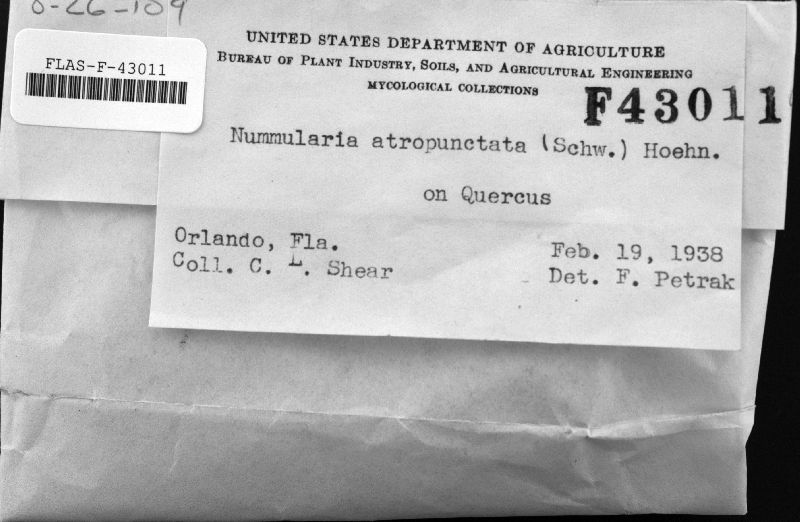 FLAS-F-43011
UNITED STATES DEPARTMENT OF AGRICULTURE
BUREAU OF PLANT INDUSTRY, SOILS, AND AGRICULTURAL ENGINEERING
MYCOLOGICAL COLLECTIONS
F43011
Nummularia atropunctata (Schw.) Hoehn.
on Quercus
Orlando, Fla.
Feb. 19, 1938
Coll. C. L. Shear
Det. F. Petrak